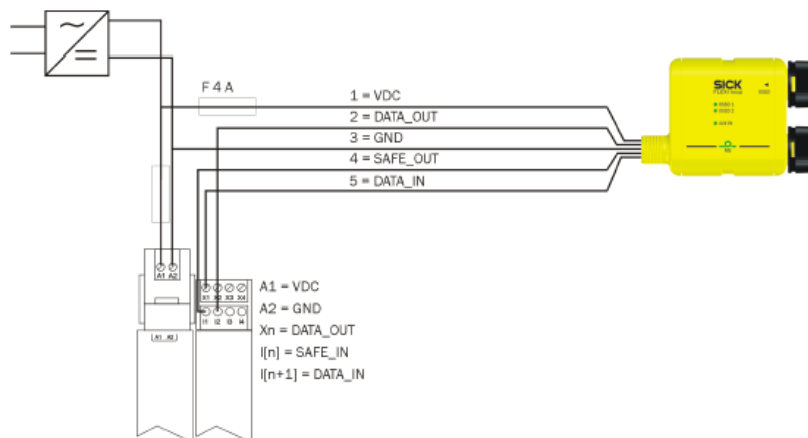 F 4 A
1 = VDC
2 = DATA_OUT
3 = GND
4 = SAFE_OUT
5 = DATA_IN
SICK
A1 A2
X1 X2 X3 X4
I1 I2 I3 I4
A1 A2
A1 = VDC
A2 = GND
Xn = DATA_OUT
I[n] = SAFE_IN
I[n+1] = DATA_IN